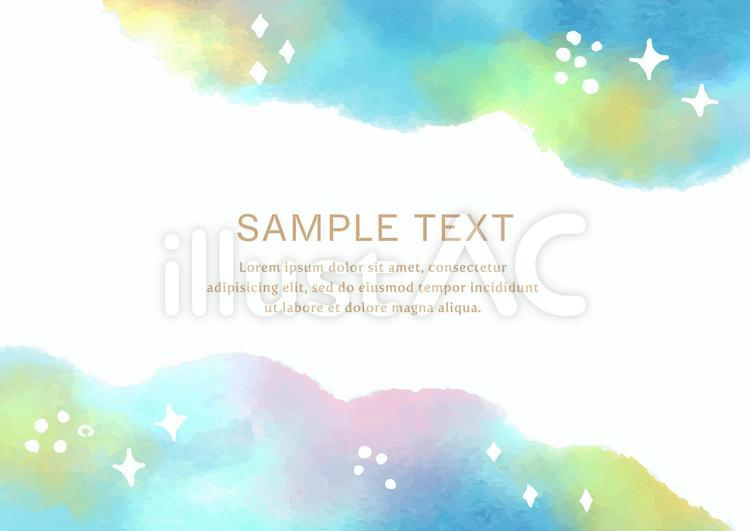 SAMPLE TEXT
Lorem ipsum dolor sit amet, consectetur
adipisicing elit, sed do eiusmod tempor incididunt
ut labore et dolore magna aliqua.
illustAC